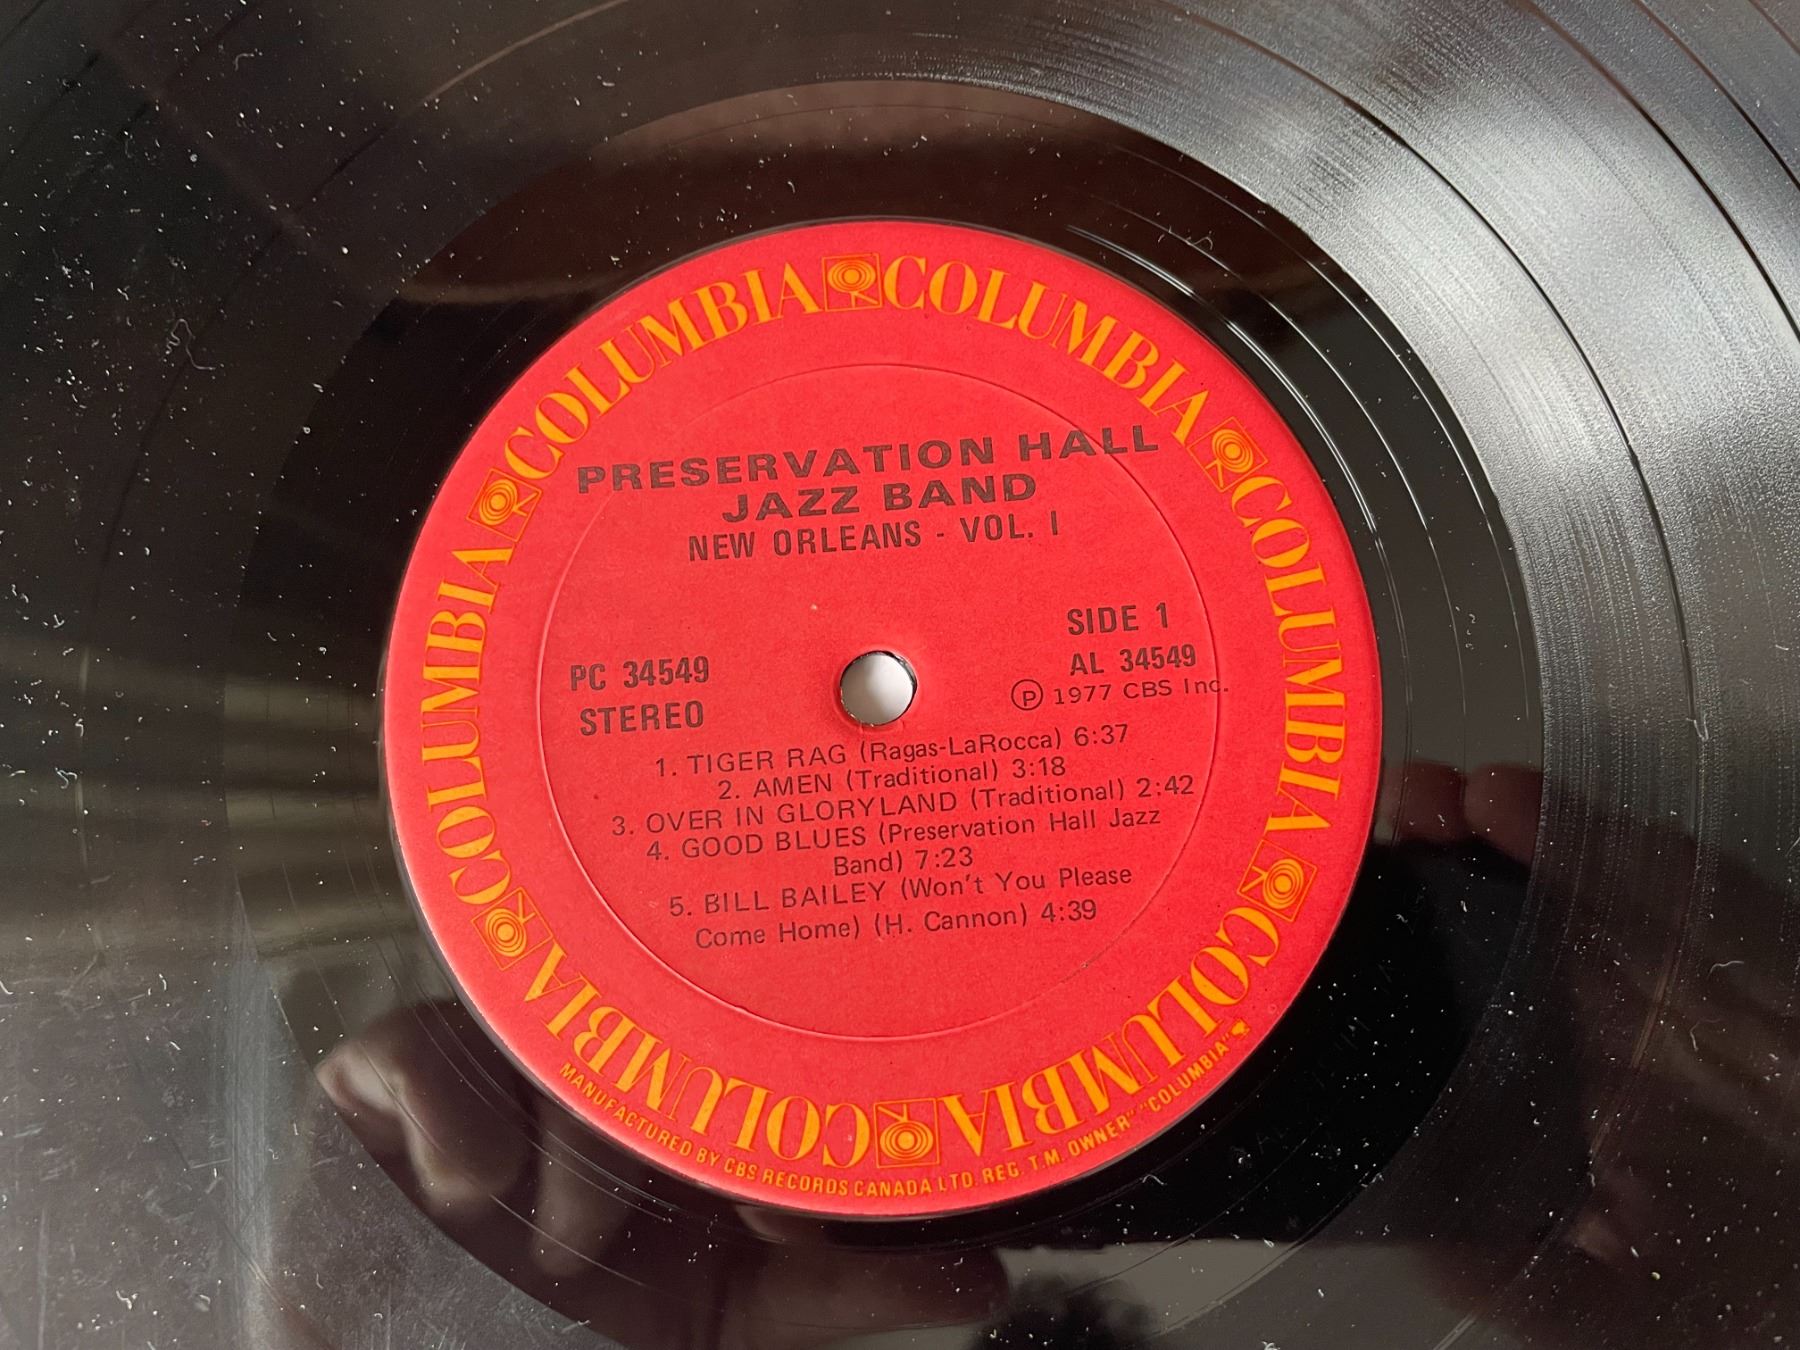 COLUMBIA COLUMBIA COLUMBIA COLUMBIA COLUMBIA COLUMBIA
PRESERVATION HALL
JAZZ BAND
NEW ORLEANS - VOL. I
SIDE 1
PC 34549
AL 34549
STEREO
Ⓟ 1977 CBS Inc.
1. TIGER RAG (Ragas-LaRocca) 6:37
2. AMEN (Traditional) 3:18
3. OVER IN GLORYLAND (Traditional) 2:42
4. GOOD BLUES (Preservation Hall Jazz
Band) 7:23
5. BILL BAILEY (Won't You Please
Come Home) (H. Cannon) 4:39
MANUFACTURED BY CBS RECORDS CANADA LTD. REG. T.M. OWNER "COLUMBIA"